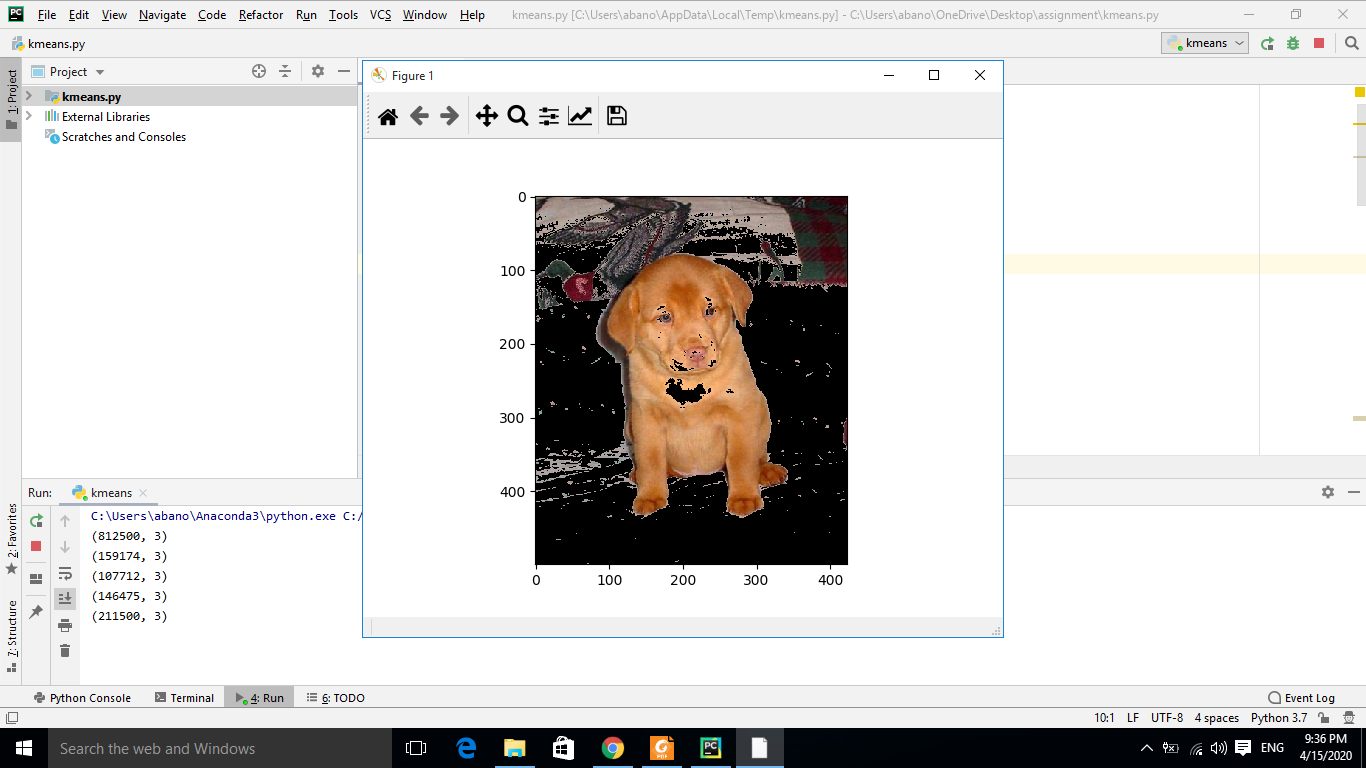 File Edit View Navigate Code Refactor Run Tools VCS Window Help kmeans.py [C:\Users\abano\AppData\Local\Temp\kmeans.py] - C:\Users\abano\OneDrive\Desktop\assignment\kmeans.py
kmeans.py
kmeans
1: Project
Project
kmeans.py
External Libraries
Scratches and Consoles
Figure 1
0
100
200
300
400
0 100 200 300 400
2: Favorites
7: Structure
Run: kmeans
C:\Users\abano\Anaconda3\python.exe C:/
(812500, 3)
(159174, 3)
(107712, 3)
(146475, 3)
(211500, 3)
Python Console Terminal 4: Run 6: TODO Event Log
10:1 LF UTF-8 4 spaces Python 3.7
Search the web and Windows
PDF
PC
ENG
9:36 PM
4/15/2020